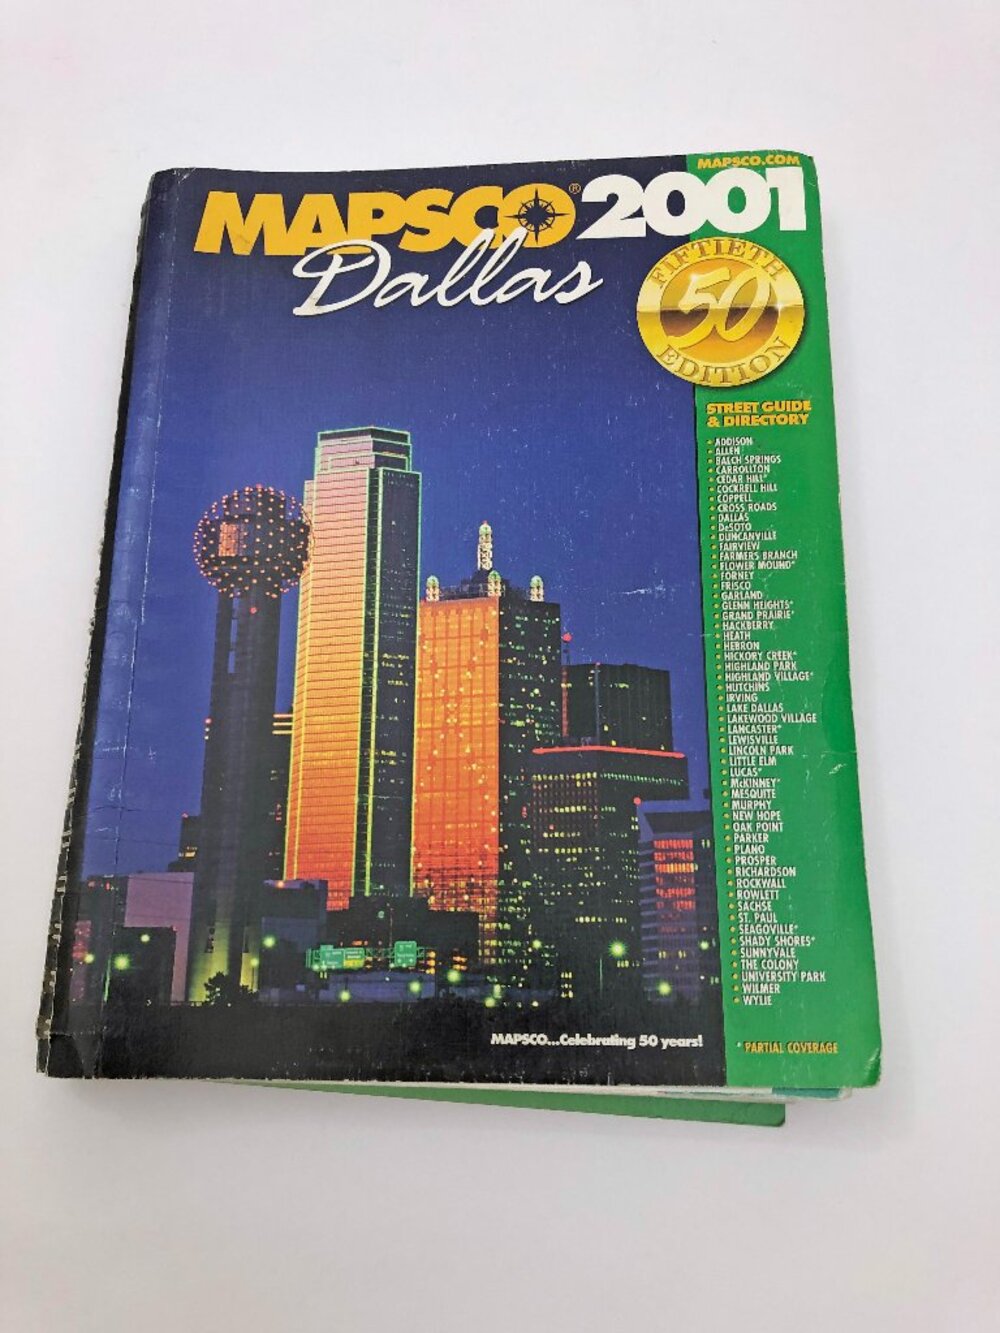 MAPSCO.COM
MAPSCO® 2001
Dallas
FIFTIETH
50
EDITION
STREET GUIDE
& DIRECTORY
• ADDISON
• ALLEN
• BALCH SPRINGS
• CARROLLTON
• CEDAR HILL*
• COCKRELL HILL
• COPPELL
• CROSS ROADS
• DALLAS
• DeSOTO
• DUNCANVILLE
• FAIRVIEW
• FARMERS BRANCH
• FLOWER MOUND*
• FORNEY
• FRISCO
• GARLAND
• GLENN HEIGHTS*
• GRAND PRAIRIE*
• HACKBERRY
• HEATH
• HEBRON
• HICKORY CREEK*
• HIGHLAND PARK
• HIGHLAND VILLAGE*
• HUTCHINS
• IRVING
• LAKE DALLAS
• LAKEWOOD VILLAGE
• LANCASTER*
• LEWISVILLE
• LINCOLN PARK
• LITTLE ELM
• LUCAS*
• McKINNEY*
• MESQUITE
• MURPHY
• NEW HOPE
• OAK POINT
• PARKER
• PLANO
• PROSPER
• RICHARDSON
• ROCKWALL
• ROWLETT
• SACHSE
• ST. PAUL
• SEAGOVILLE*
• SHADY SHORES*
• SUNNYVALE
• THE COLONY
• UNIVERSITY PARK
• WILMER
• WYLIE
MAPSCO...Celebrating 50 years!
* PARTIAL COVERAGE